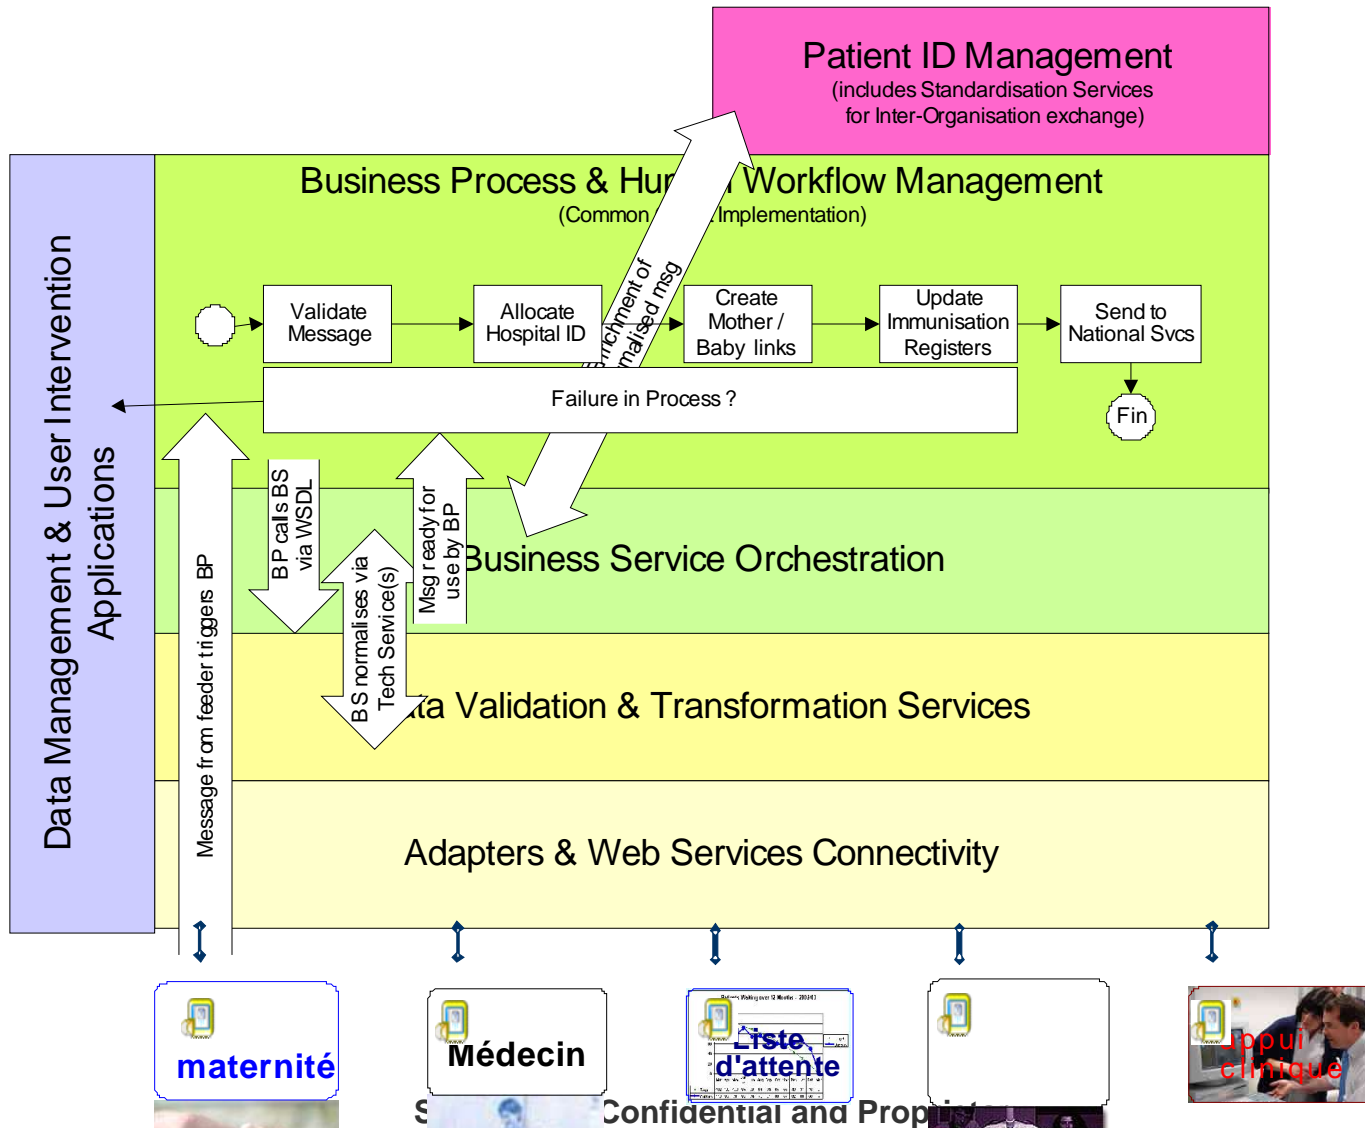 Patient ID Management
(includes Standardisation Services
for Inter-Organisation exchange)
Business Process & Workflow Management
(Common Implementation)
Data Management & User Intervention
Applications
Validate
Message
Allocate
Hospital ID
Create
Mother /
Baby links
Update
Immunisation
Registers
Send to
National Svcs
of
msg
Failure in Process ?
Fin
Message from feeder triggers BP
BP calls BS
via WSDL
BS normalises via
Tech Service(s)
Msg ready for
use by BP
Business Service Orchestration
Validation & Transformation Services
Adapters & Web Services Connectivity
maternité
Médecin
Liste
d'attente
clinique
Confidential and